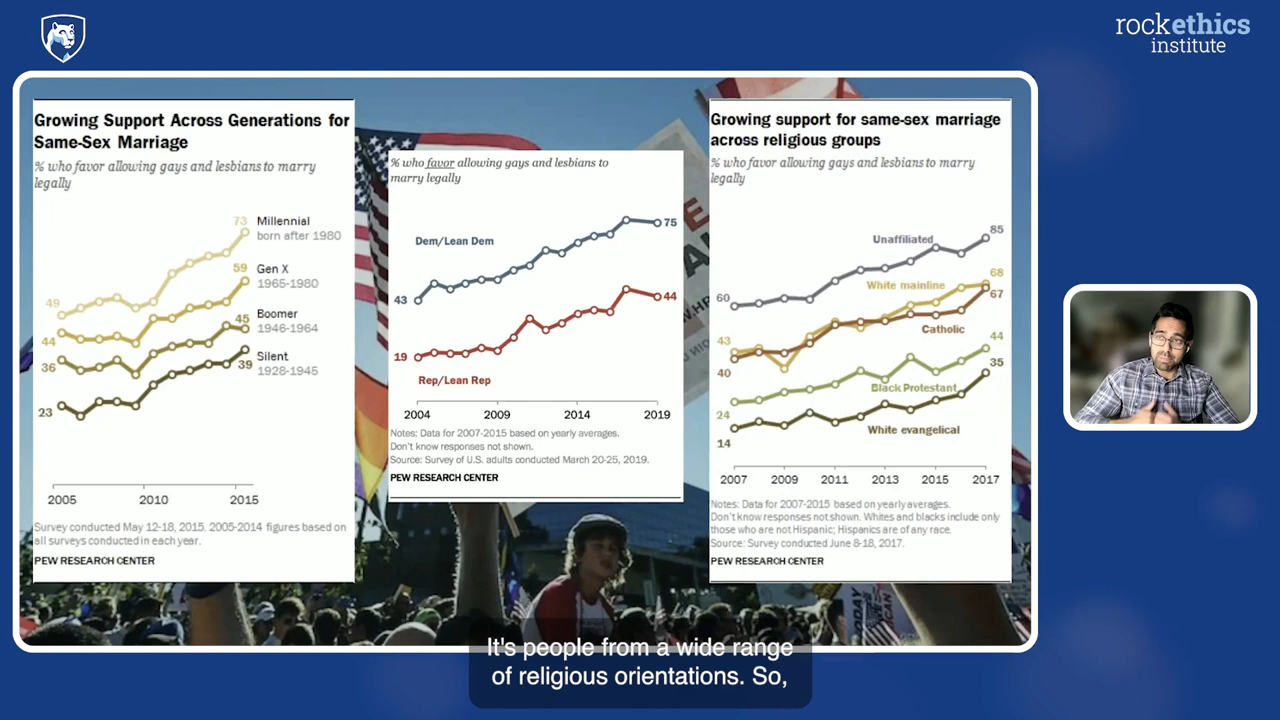 rockethics
institute
Growing Support Across Generations for
Same-Sex Marriage
% who favor allowing gays and lesbians to marry
legally
73
Millennial
born after 1980
49
59
Gen X
1965-1980
44
45
Boomer
1946-1964
36
39
Silent
1928-1945
23
2005 2010 2015
Survey conducted May 12-18, 2015. 2005-2014 figures based on
all surveys conducted in each year.
PEW RESEARCH CENTER
% who favor allowing gays and lesbians to
marry legally
75
Dem/Lean Dem
43
44
19
Rep/Lean Rep
2004 2009 2014 2019
Notes: Data for 2007-2015 based on yearly averages.
Don't know responses not shown.
Source: Survey of U.S. adults conducted March 20-25, 2019.
PEW RESEARCH CENTER
Growing support for same-sex marriage
across religious groups
% who favor allowing gays and lesbians to marry
legally
85
Unaffiliated
60
68
White mainline
67
Catholic
43
40
44
Black Protestant
35
24
White evangelical
14
2007 2009 2011 2013 2015 2017
Notes: Data for 2007-2015 based on yearly averages.
Don't know responses not shown. Whites and blacks include only
those who are not Hispanic; Hispanics are of any race.
Source: Survey conducted June 8-18, 2017.
PEW RESEARCH CENTER
It's people from a wide range
of religious orientations. So,